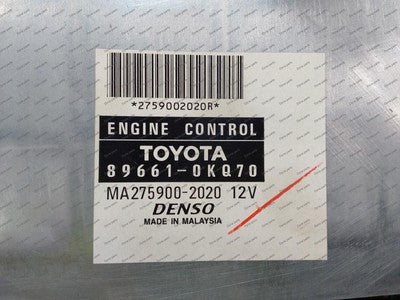 *2759002020R*
ENGINE CONTROL
TOYOTA
89661-0KQ70
MA275900-2020 12V
DENSO
MADE IN MALAYSIA